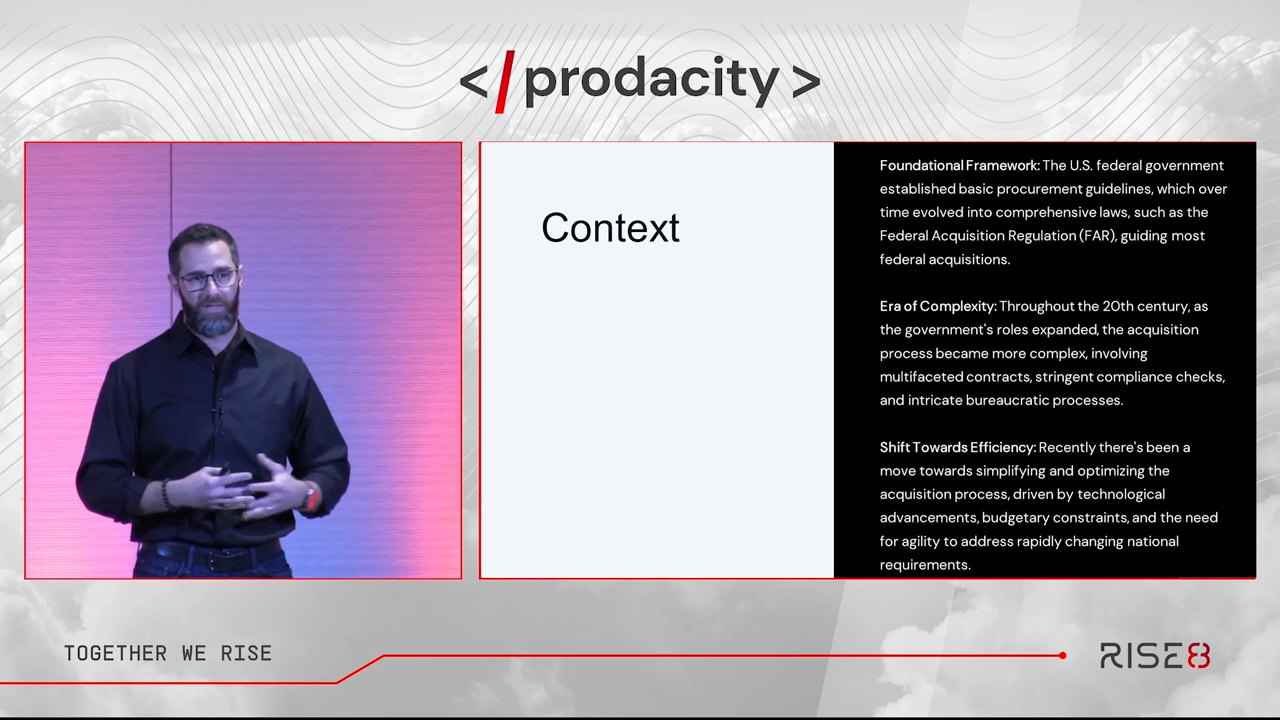 </prodacity >
Context
Foundational Framework: The U.S. federal government
established basic procurement guidelines, which over
time evolved into comprehensive laws, such as the
Federal Acquisition Regulation (FAR), guiding most
federal acquisitions.
Era of Complexity: Throughout the 20th century, as
the government's roles expanded, the acquisition
process became more complex, involving
multifaceted contracts, stringent compliance checks,
and intricate bureaucratic processes.
Shift Towards Efficiency: Recently there's been a
move towards simplifying and optimizing the
acquisition process, driven by technological
advancements, budgetary constraints, and the need
for agility to address rapidly changing national
requirements.
TOGETHER WE RISE
RISE8